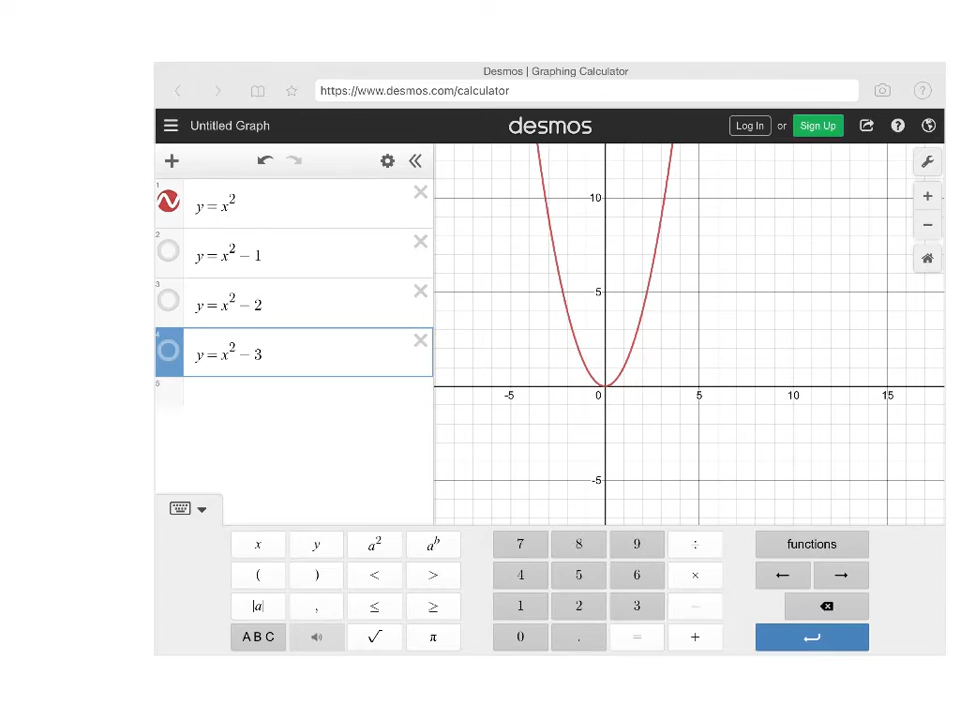 Desmos | Graphing Calculator
https://www.desmos.com/calculator
Untitled Graph
desmos
Log In or Sign Up
1
y = x² 
2
y = x² − 1
3
y = x² − 2
4
y = x² − 3
5
10
5
-5 0 5 10 15
-5
x y a² aᵇ 7 8 9 ÷ functions
( ) < > 4 5 6 × ← →
|a| , ≤ ≥ 1 2 3 −
A B C √ π 0 . = +